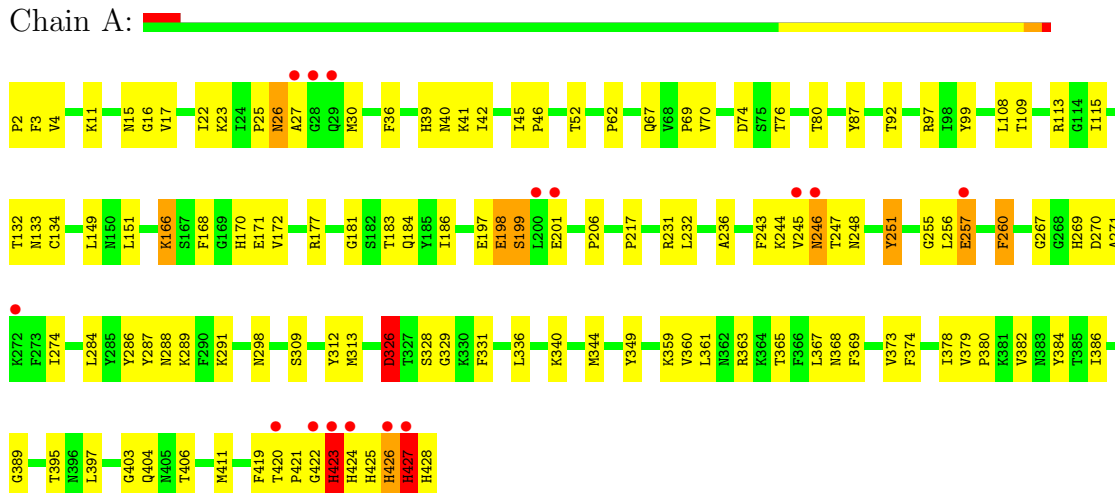 Chain A:
P2 F3 V4 K11 N15 G16 V17 I22 K23 I24 P25 N26 A27 G28 Q29 M30 F36 H39 N40 K41 I42 I45 P46 T52 P62 Q67 V68 P69 V70 D74 S75 T76 T80 Y87 T92 R97 I98 Y99 L108 T109 R113 G114 I115
T132 N133 C134 L149 N150 L151 K166 S167 F168 G169 H170 E171 V172 R177 G181 S182 T183 Q184 Y185 I186 E197 E198 S199 L200 E201 P206 P217 R231 L232 A236 F243 K244 V245 N246 T247 N248 Y251 G255 L256 E257 F260 G267 G268 H269 D270 A271
K272 F273 I274 L284 Y285 Y286 Y287 N288 K289 F290 K291 N298 S309 Y312 M313 D326 T327 S328 G329 K330 F331 L336 K340 M344 Y349 K359 V360 L361 N362 R363 K364 T365 F366 L367 N368 F369 V373 F374 I378 V379 P380 K381 V382 N383 Y384 T385 I386
G389 T395 N396 L397 G403 Q404 N405 T406 M411 F419 T420 P421 G422 H423 H424 H425 H426 H427 H428